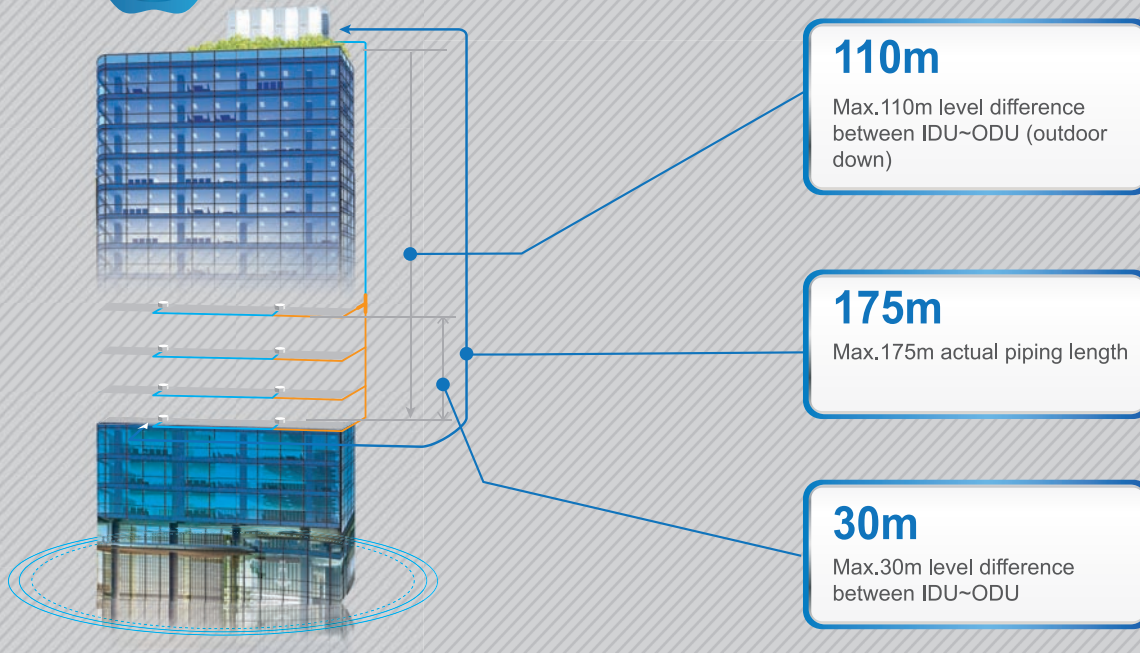 110m
Max.110m level difference
between IDU~ODU (outdoor
down)
175m
Max.175m actual piping length
30m
Max.30m level difference
between IDU~ODU